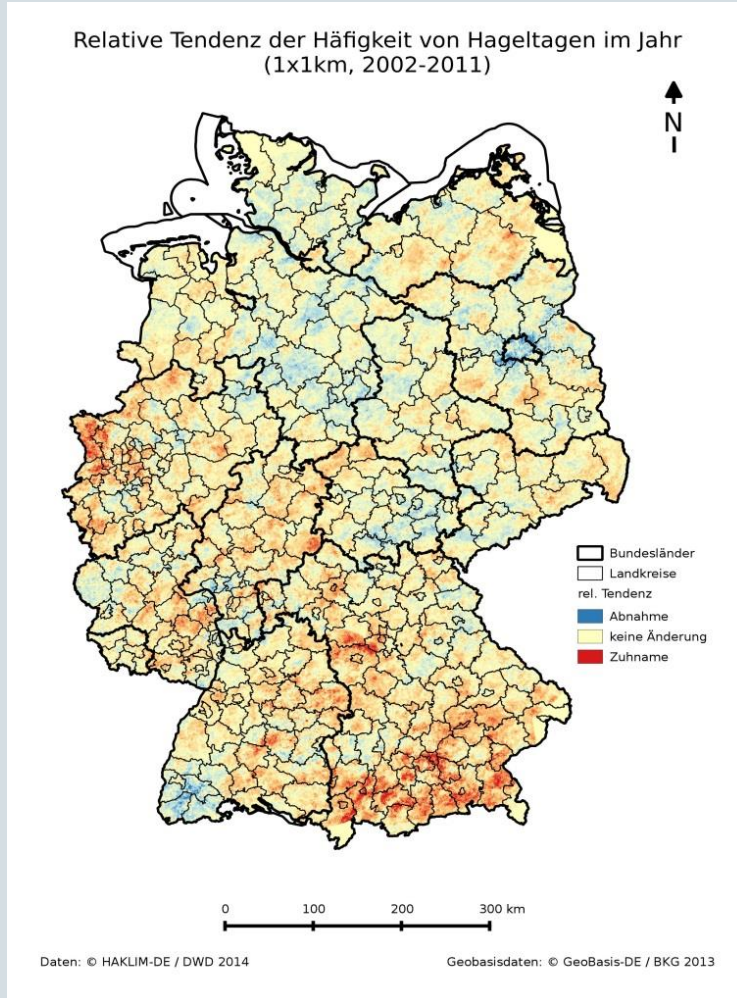 Relative Tendenz der Häfigkeit von Hageltagen im Jahr
(1x1km, 2002-2011)
N
Bundesländer
Landkreise
rel. Tendenz
Abnahme
keine Änderung
Zuhname
0 100 200 300 km
Daten: © HAKLIM-DE / DWD 2014
Geobasisdaten: © GeoBasis-DE / BKG 2013